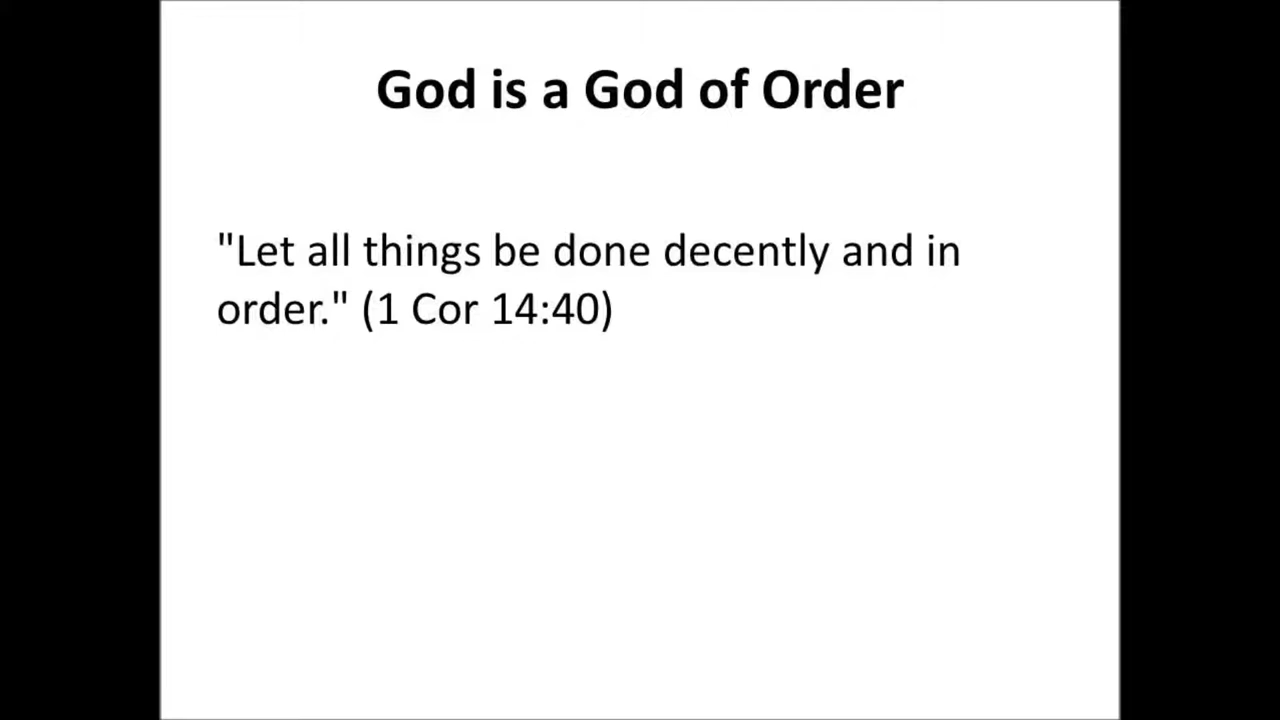 God is a God of Order
"Let all things be done decently and in
order." (1 Cor 14:40)